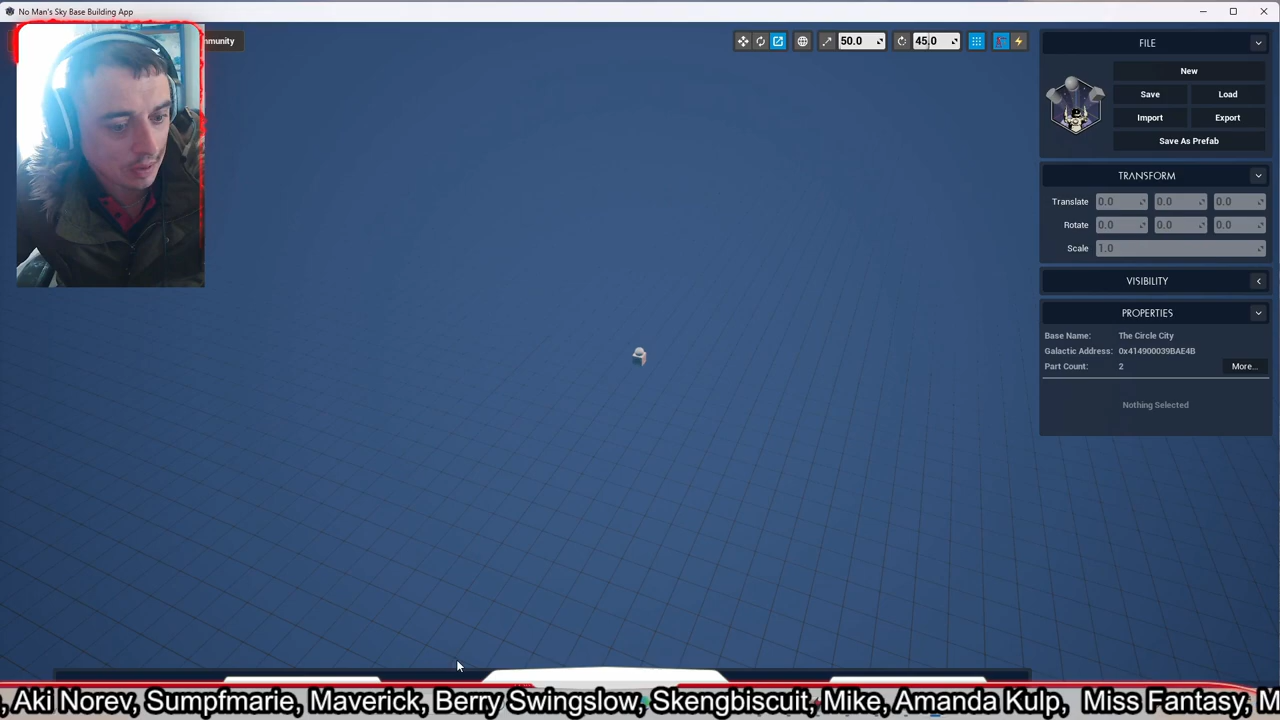 No Man's Sky Base Building App
50.0
45.0
FILE
New
Save Load
Import Export
Save As Prefab
TRANSFORM
Translate 0.0 0.0 0.0
Rotate 0.0 0.0 0.0
Scale 1.0
VISIBILITY
PROPERTIES
Base Name: The Circle City
Galactic Address: 0x414900039BAE4B
Part Count: 2 More...
Nothing Selected
, Aki Norev, Sumpfmarie, Maverick, Berry Swingslow, Skengbiscuit, Mike, Amanda Kulp, Miss Fantasy, M